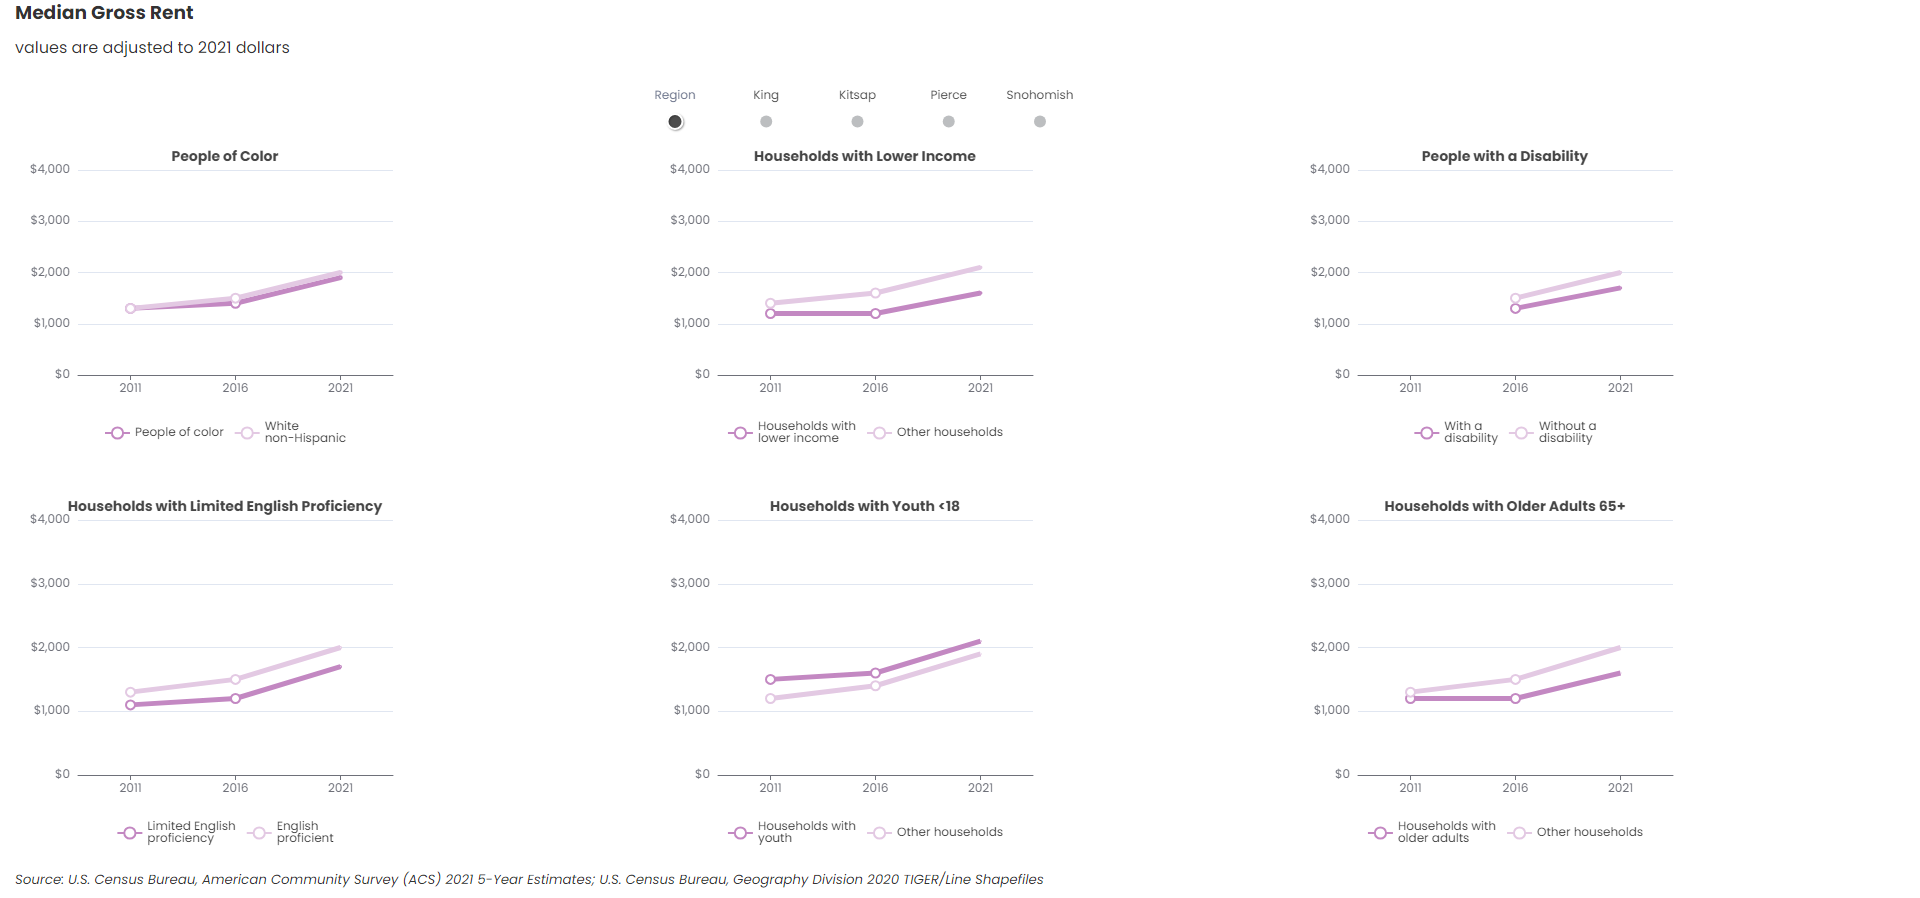 Median Gross Rent
values are adjusted to 2021 dollars
Region King Kitsap Pierce Snohomish
People of Color
$4,000
$3,000
$2,000
$1,000
$0
2011 2016 2021
People of color
White
non-Hispanic
Households with Lower Income
$4,000
$3,000
$2,000
$1,000
$0
2011 2016 2021
Households with
lower income
Other households
People with a Disability
$4,000
$3,000
$2,000
$1,000
$0
2011 2016 2021
With a
disability
Without a
disability
Households with Limited English Proficiency
$4,000
$3,000
$2,000
$1,000
$0
2011 2016 2021
Limited English
proficiency
English
proficient
Households with Youth <18
$4,000
$3,000
$2,000
$1,000
$0
2011 2016 2021
Households with
youth
Other households
Households with Older Adults 65+
$4,000
$3,000
$2,000
$1,000
$0
2011 2016 2021
Households with
older adults
Other households
Source: U.S. Census Bureau, American Community Survey (ACS) 2021 5-Year Estimates; U.S. Census Bureau, Geography Division 2020 TIGER/Line Shapefiles